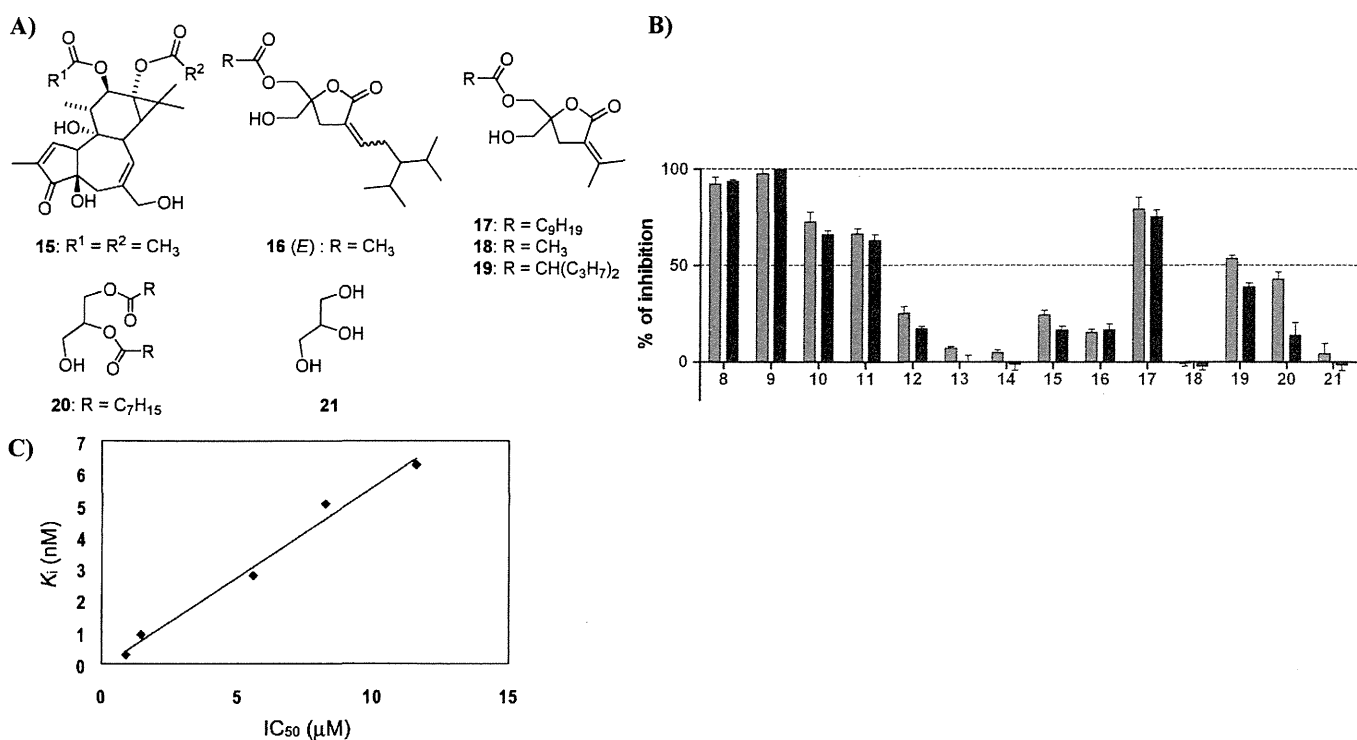 A)
O
R¹
O
O
O
R²
HO
O
OH
OH
15: R¹ = R² = CH₃
R
O
O
O
O
HO
16 (E) : R = CH₃
R
O
O
O
O
HO
17: R = C₉H₁₉
18: R = CH₃
19: R = CH(C₃H₇)₂
O
R
O
O
R
OH
O
20: R = C₇H₁₅
OH
OH
OH
21
B)
% of inhibition
100
50
0
8 9 10 11 12 13 14 15 16 17 18 19 20 21
C)
Kᵢ (nM)
7
6
5
4
3
2
1
0
0 5 10 15
IC₅₀ (µM)